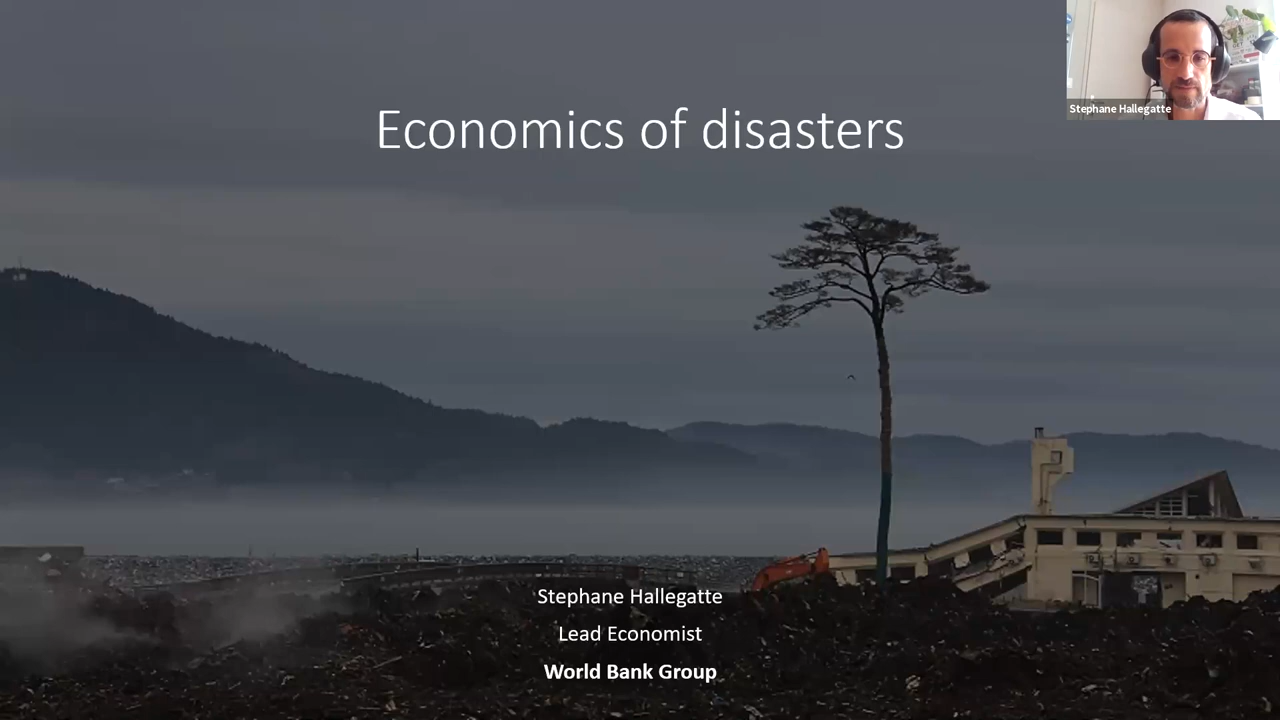 Economics of disasters
Stephane Hallegatte
Stephane Hallegatte
Lead Economist
World Bank Group